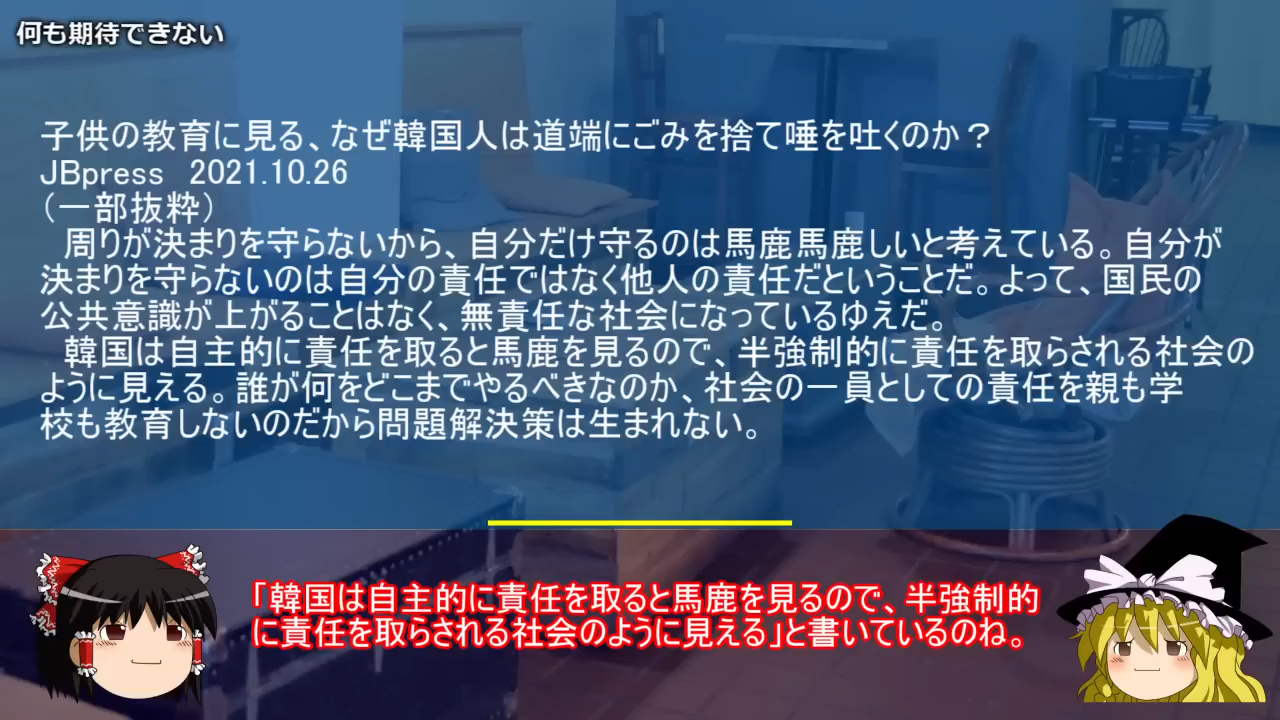 何も期待できない
子供の教育に見る、なぜ韓国人は道端にごみを捨て唾を吐くのか？
JBpress 2021.10.26
（一部抜粋）
周りが決まりを守らないから、自分だけ守るのは馬鹿馬鹿しいと考えている。自分が
決まりを守らないのは自分の責任ではなく他人の責任だということだ。よって、国民の
公共意識が上がることはなく、無責任な社会になっているゆえだ。
韓国は自主的に責任を取ると馬鹿を見るので、半強制的に責任を取らされる社会の
ように見える。誰が何をどこまでやるべきなのか、社会の一員としての責任を親も学
校も教育しないのだから問題解決策は生まれない。
「韓国は自主的に責任を取ると馬鹿を見るので、半強制的
に責任を取らされる社会のように見える」と書いているのね。